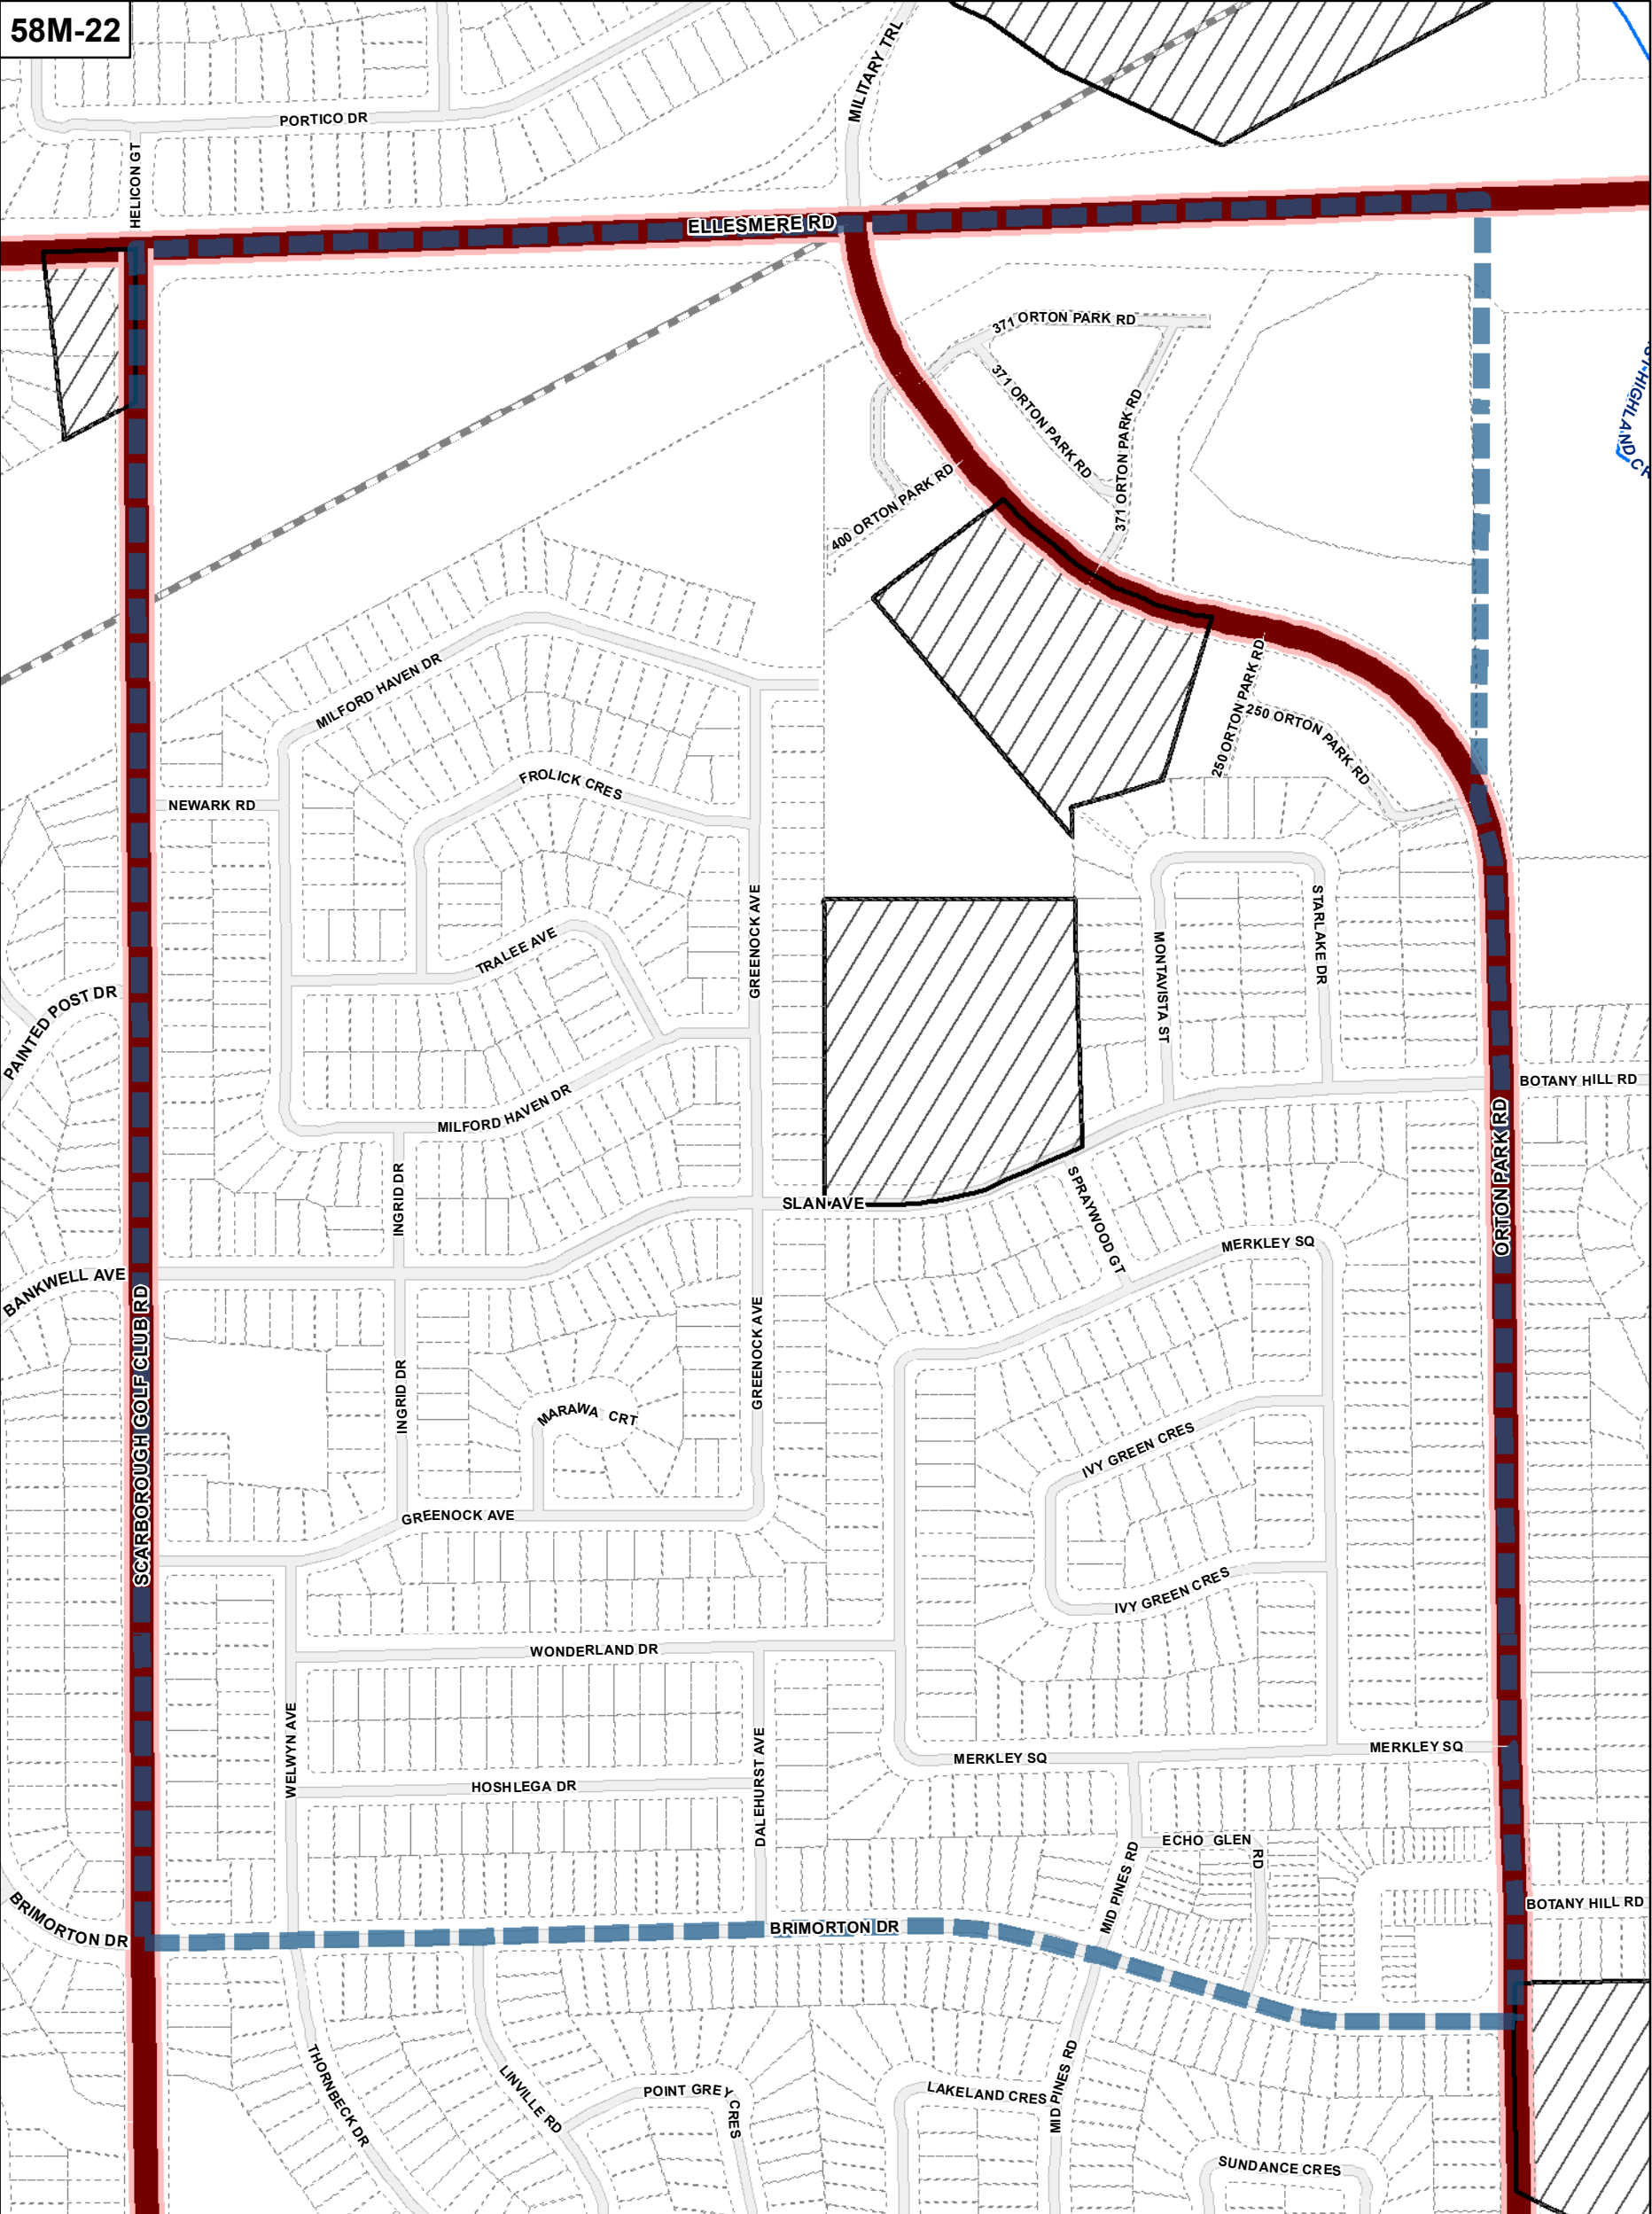 58M-22
MILITARY TRL
PORTICO DR
HELICON GT
ELLESMERE RD
371 ORTON PARK RD
371 ORTON PARK RD
371 ORTON PARK RD
400 ORTON PARK RD
MILFORD HAVEN DR
250 ORTON PARK RD
250 ORTON PARK RD
FROLICK CRES
NEWARK RD
GREENOCK AVE
STARLAKE DR
TRALEE AVE
MONTAVISTA ST
PAINTED POST DR
BOTANY HILL RD
MILFORD HAVEN DR
ORTON PARK RD
INGRID DR
SLAN AVE
SPRAYWOOD GT
MERKLEY SQ
BANKWELL AVE
SCARBOROUGH GOLF CLUB RD
GREENOCK AVE
INGRID DR
MARAWA CRT
IVY GREEN CRES
GREENOCK AVE
IVY GREEN CRES
WONDERLAND DR
WELWYN AVE
MERKLEY SQ
MERKLEY SQ
HOSHLEGA DR
DALEHURST AVE
ECHO GLEN RD
MID PINES RD
BRIMORTON DR
BOTANY HILL RD
BRIMORTON DR
THORNBECK DR
LINVILLE RD
POINT GREY CRES
LAKELAND CRES
MID PINES RD
SUNDANCE CRES